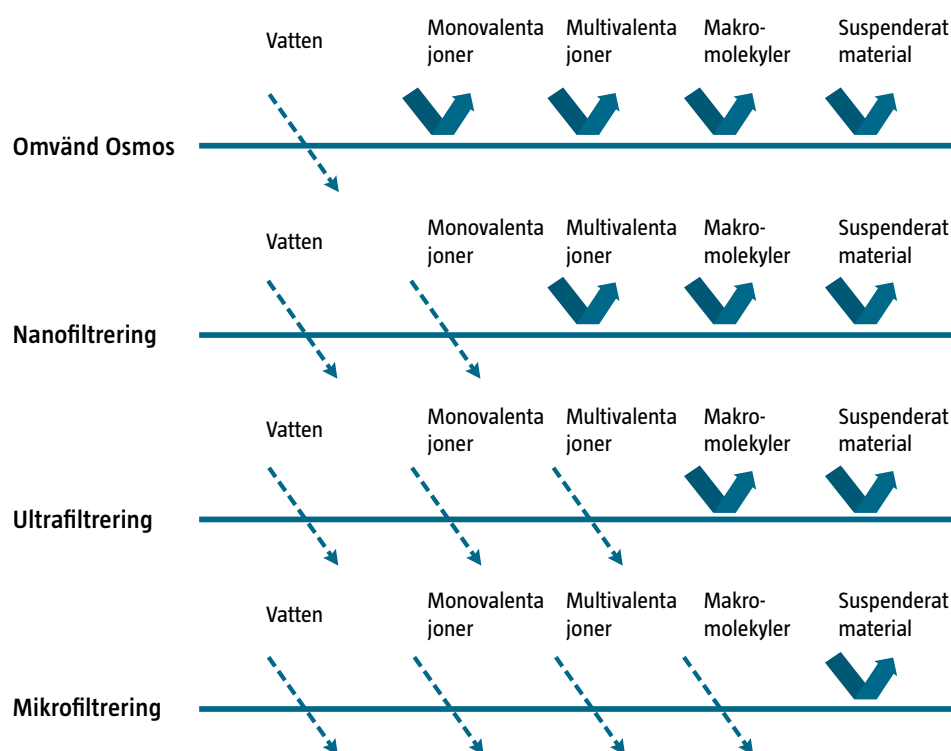 Vatten
Monovalenta
joner
Multivalenta
joner
Makro-
molekyler
Suspenderat
material
Omvänd Osmos
Vatten
Monovalenta
joner
Multivalenta
joner
Makro-
molekyler
Suspenderat
material
Nanofiltrering
Vatten
Monovalenta
joner
Multivalenta
joner
Makro-
molekyler
Suspenderat
material
Ultrafiltrering
Vatten
Monovalenta
joner
Multivalenta
joner
Makro-
molekyler
Suspenderat
material
Mikrofiltrering